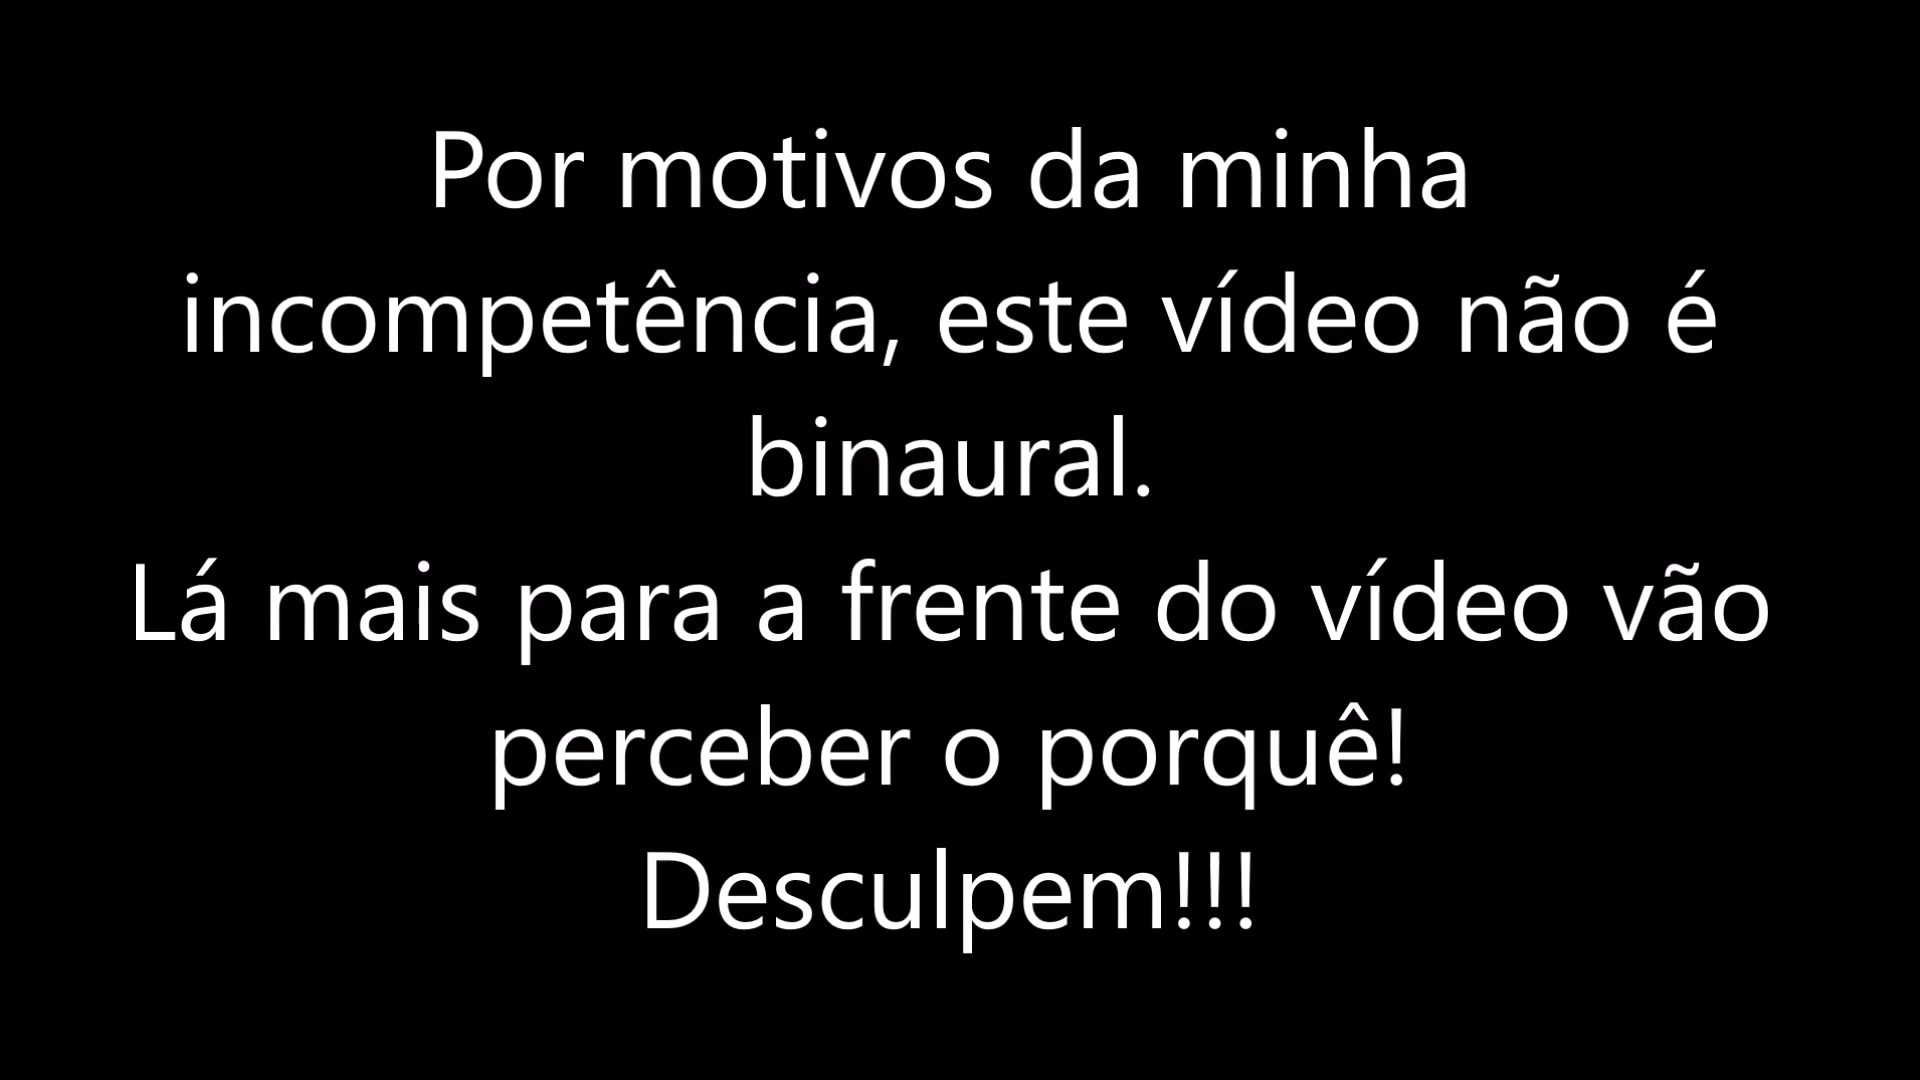 Por motivos da minha
incompetência, este vídeo não é
binaural.
Lá mais para a frente do vídeo vão
perceber o porquê!
Desculpem!!!